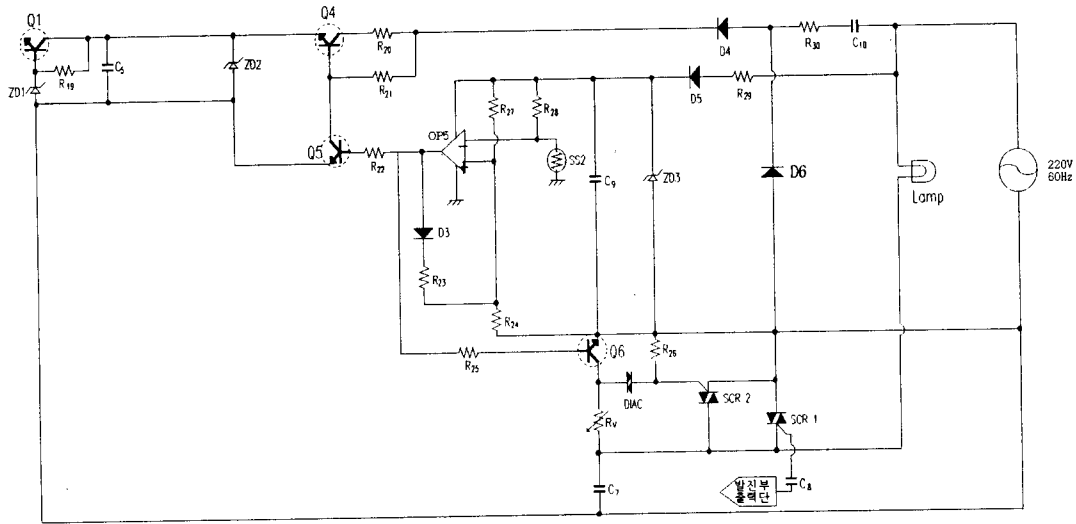 Q1
Q4
R20
D4
R30
C10
R19
C5
ZD2
ZD1
R21
D5
R29
R27
R28
OP5
Q5
R22
SS2
C9
ZD3
D6
Lamp
220V
60Hz
D3
R23
R24
Q6
R26
R25
DIAC
SCR 2
SCR 1
RV
C7
발진부
출력단
C8